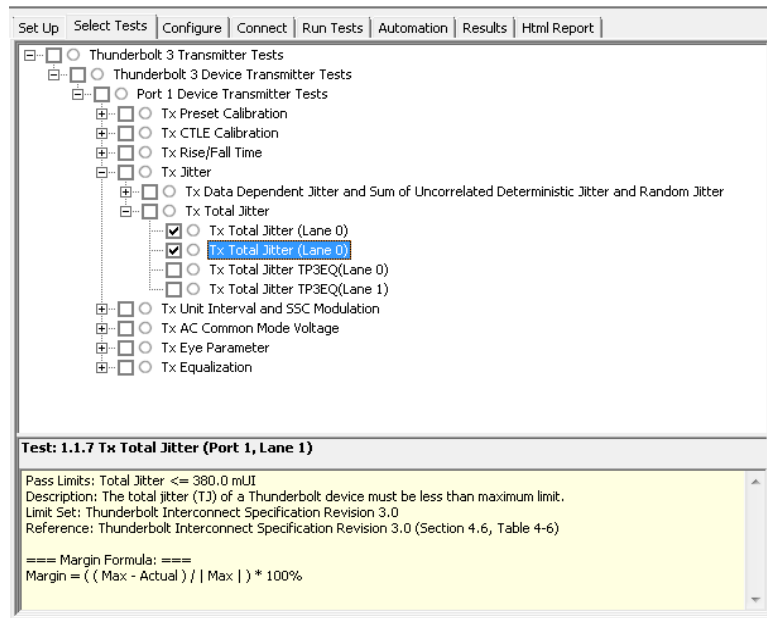 Set Up Select Tests Configure Connect Run Tests Automation Results Html Report
Thunderbolt 3 Transmitter Tests
Thunderbolt 3 Device Transmitter Tests
Port 1 Device Transmitter Tests
Tx Preset Calibration
Tx CTLE Calibration
Tx Rise/Fall Time
Tx Jitter
Tx Data Dependent Jitter and Sum of Uncorrelated Deterministic Jitter and Random Jitter
Tx Total Jitter
Tx Total Jitter (Lane 0)
Tx Total Jitter (Lane 0)
Tx Total Jitter TP3EQ(Lane 0)
Tx Total Jitter TP3EQ(Lane 1)
Tx Unit Interval and SSC Modulation
Tx AC Common Mode Voltage
Tx Eye Parameter
Tx Equalization
Test: 1.1.7 Tx Total Jitter (Port 1, Lane 1)
Pass Limits: Total Jitter <= 380.0 mUI
Description: The total jitter (TJ) of a Thunderbolt device must be less than maximum limit.
Limit Set: Thunderbolt Interconnect Specification Revision 3.0
Reference: Thunderbolt Interconnect Specification Revision 3.0 (Section 4.6, Table 4-6)
=== Margin Formula: ===
Margin = ( ( Max - Actual ) / | Max | ) * 100%